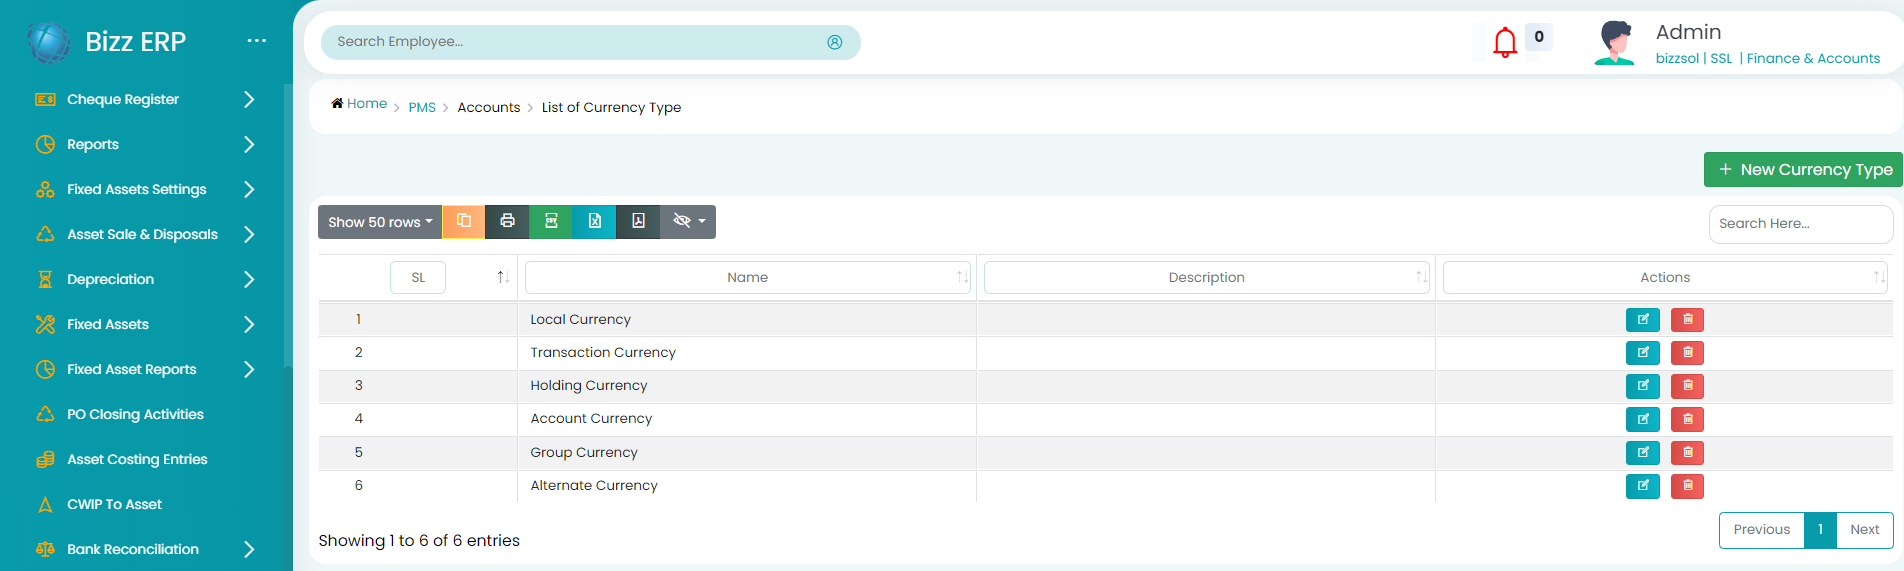 Bizz ERP
Cheque Register
Reports
Fixed Assets Settings
Asset Sale & Disposals
Depreciation
Fixed Assets
Fixed Asset Reports
PO Closing Activities
Asset Costing Entries
CWIP To Asset
Bank Reconciliation
Search Employee...
0
Admin
bizzsol | SSL | Finance & Accounts
Home > PMS > Accounts > List of Currency Type
+ New Currency Type
Show 50 rows
CSV
Search Here...
SL Name Description Actions
1 Local Currency
2 Transaction Currency
3 Holding Currency
4 Account Currency
5 Group Currency
6 Alternate Currency
Showing 1 to 6 of 6 entries
Previous 1 Next